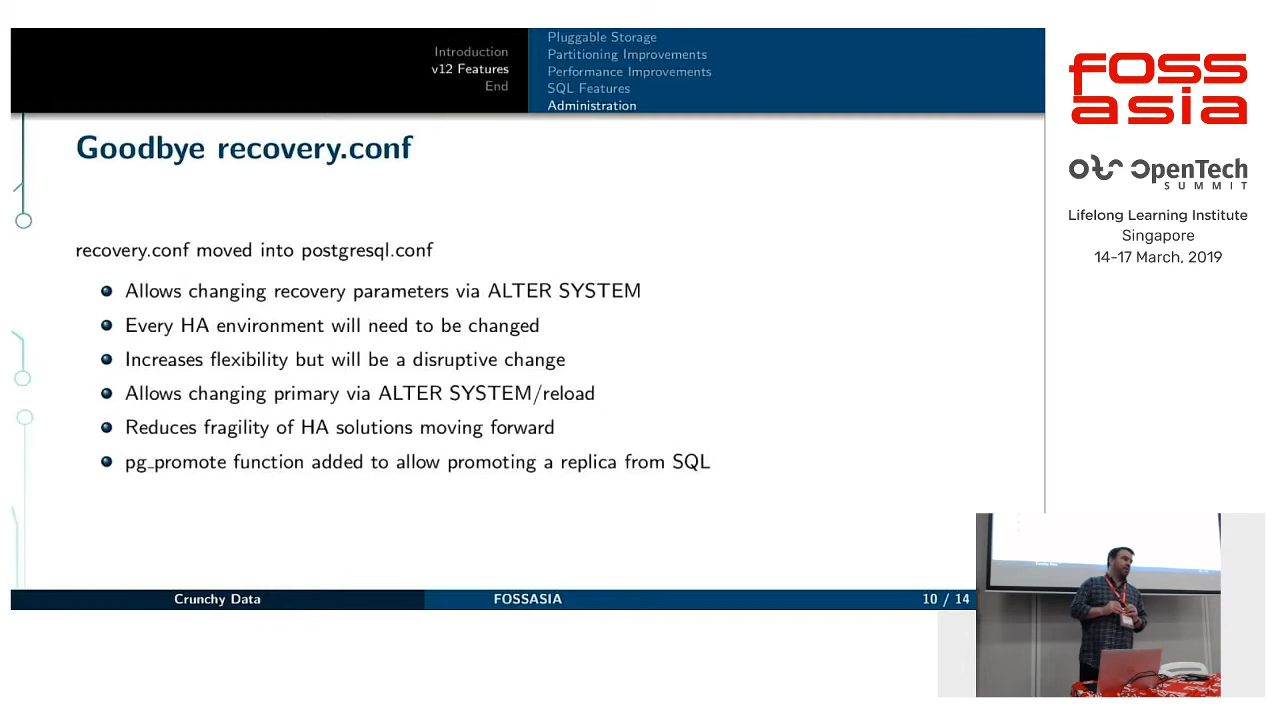 Introduction
v12 Features
End
Pluggable Storage
Partitioning Improvements
Performance Improvements
SQL Features
Administration
Goodbye recovery.conf
recovery.conf moved into postgresql.conf
Allows changing recovery parameters via ALTER SYSTEM
Every HA environment will need to be changed
Increases flexibility but will be a disruptive change
Allows changing primary via ALTER SYSTEM/reload
Reduces fragility of HA solutions moving forward
pg_promote function added to allow promoting a replica from SQL
Crunchy Data
FOSSASIA
10 / 14
FOSS
ASIA
OpenTech
SUMMIT
Lifelong Learning Institute
Singapore
14-17 March, 2019